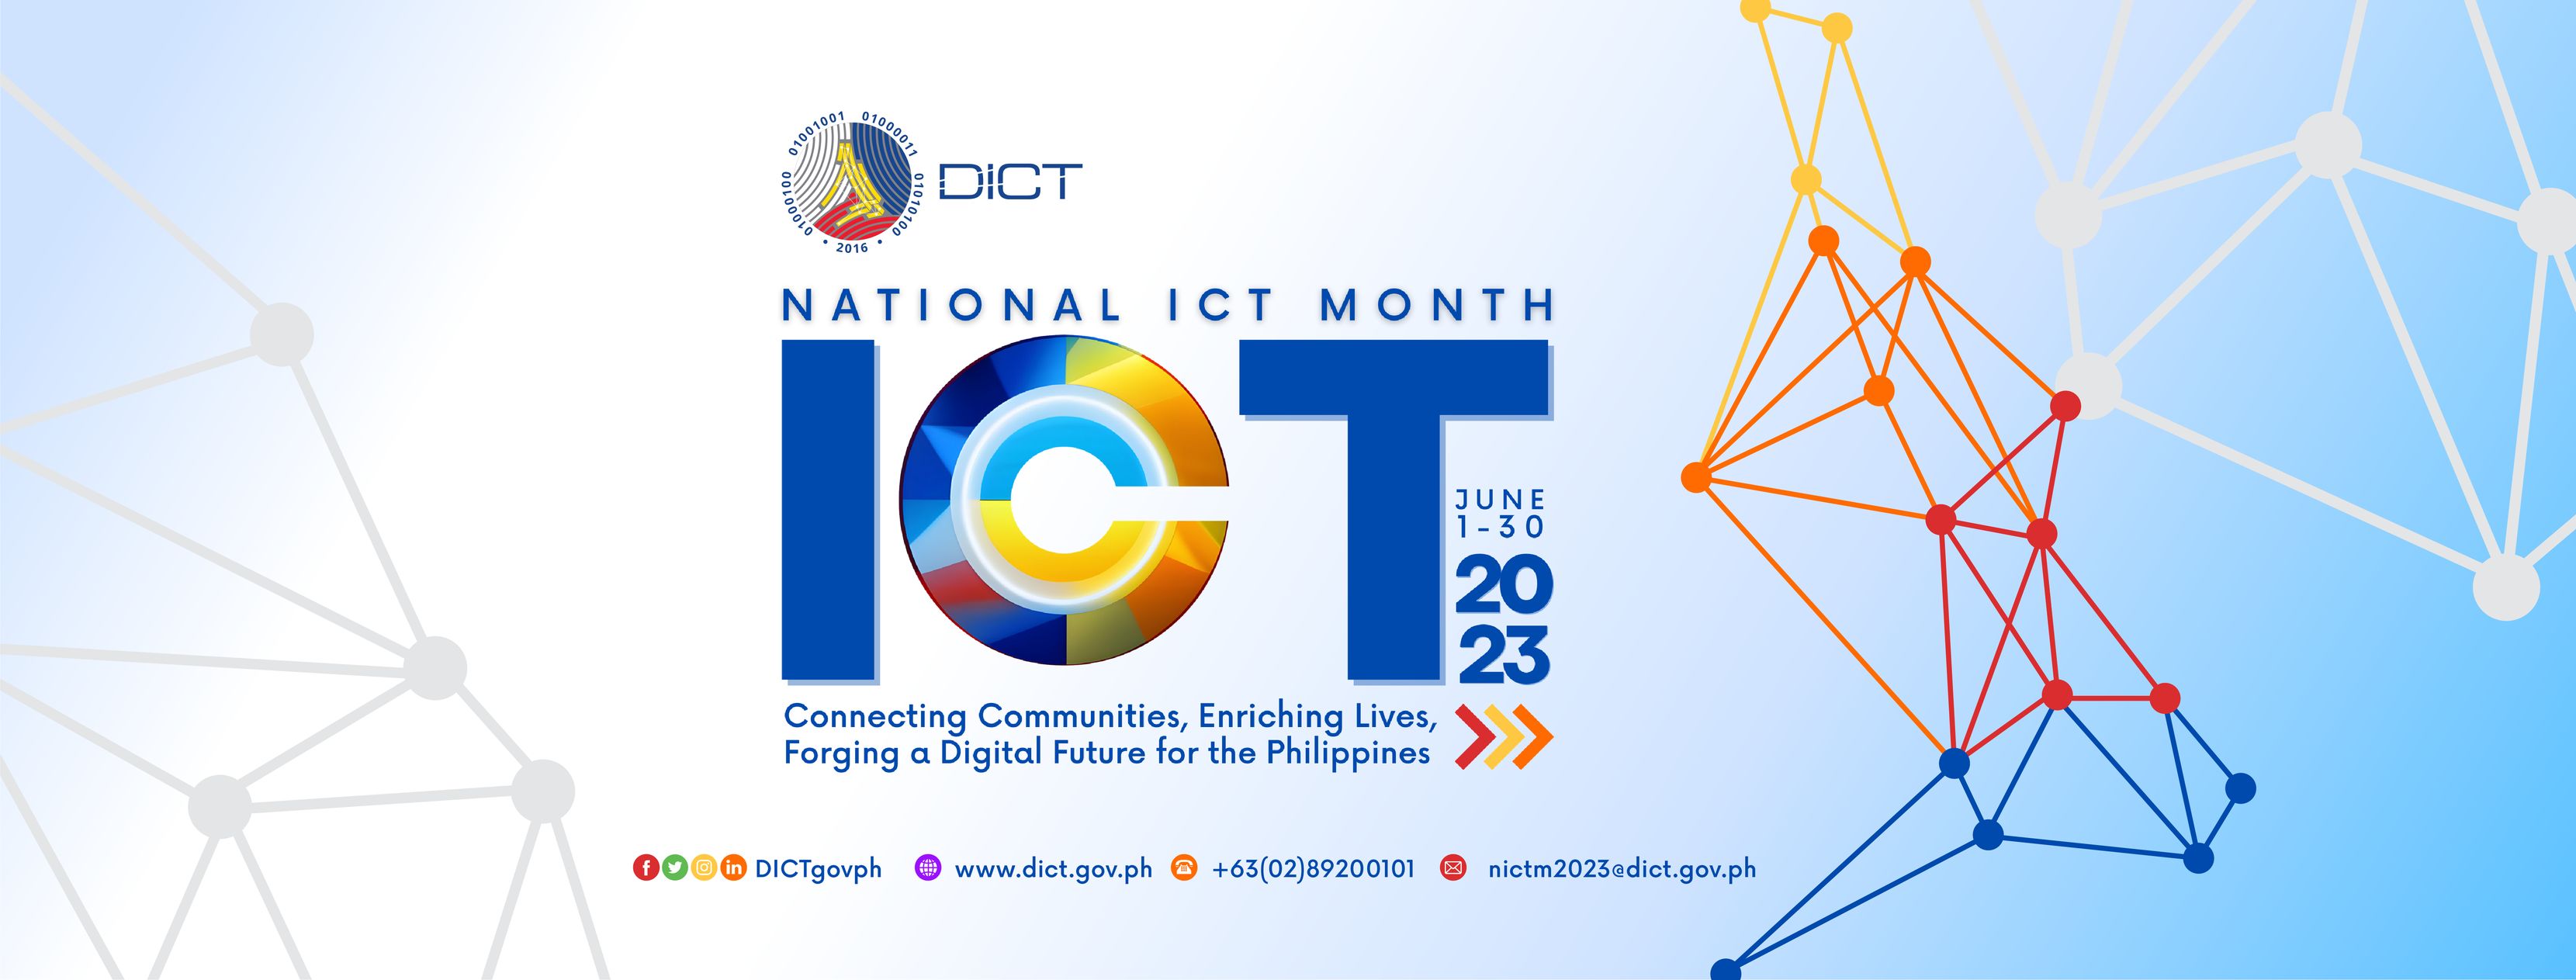 01001001 01000011 01010100 01000100
2016
DICT
NATIONAL ICT MONTH
ICT
JUNE
1-30
20
23
Connecting Communities, Enriching Lives,
Forging a Digital Future for the Philippines
DICTgovph www.dict.gov.ph +63(02)89200101 nictm2023@dict.gov.ph